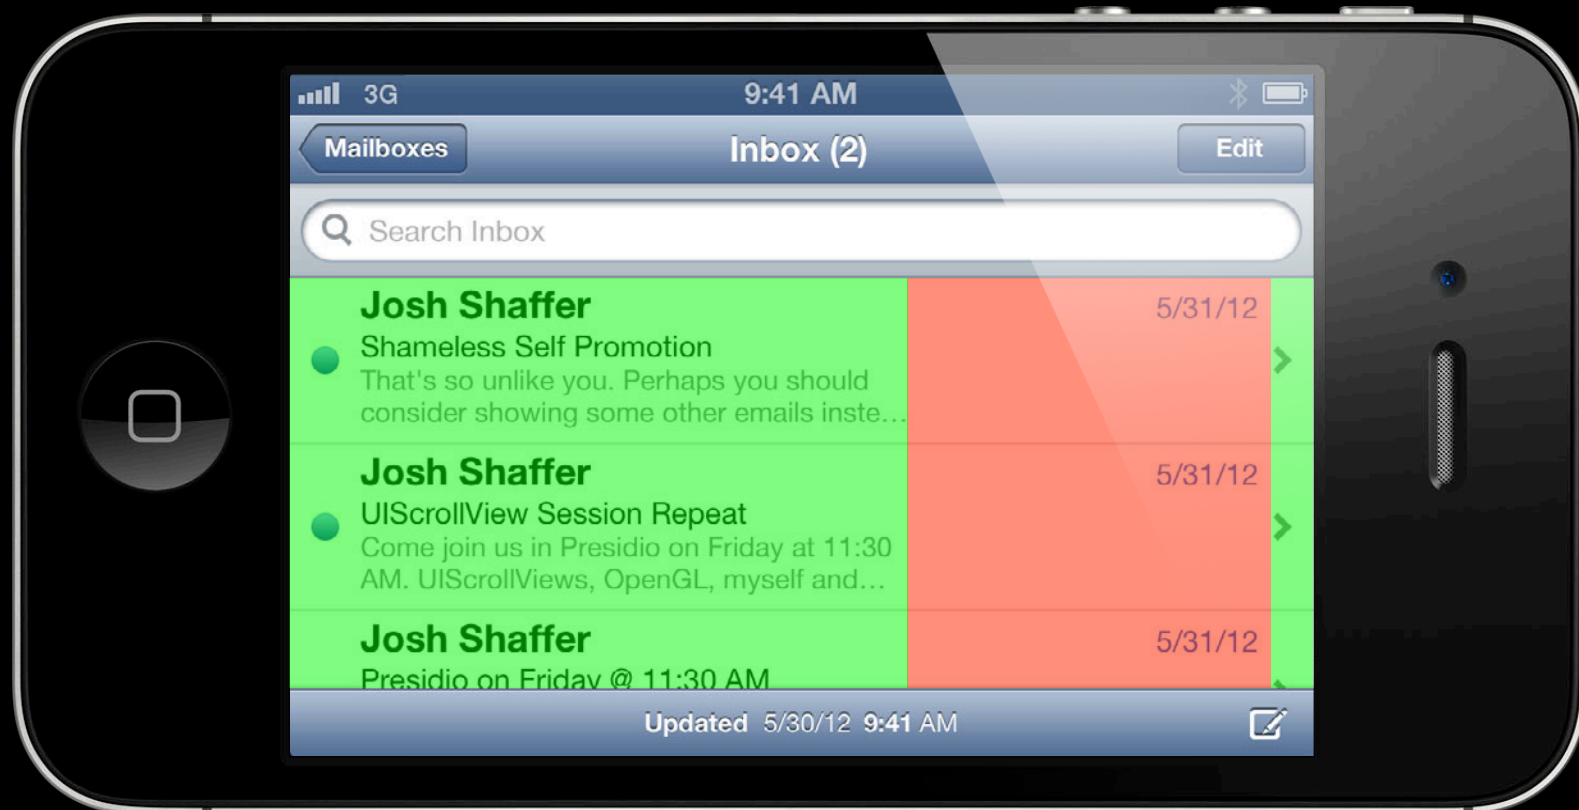 3G 9:41 AM
Mailboxes Inbox (2) Edit
Search Inbox
Josh Shaffer 5/31/12
Shameless Self Promotion
That's so unlike you. Perhaps you should
consider showing some other emails inste...
Josh Shaffer 5/31/12
UIScrollView Session Repeat
Come join us in Presidio on Friday at 11:30
AM. UIScrollViews, OpenGL, myself and...
Josh Shaffer 5/31/12
Presidio on Friday @ 11:30 AM
Updated 5/30/12 9:41 AM